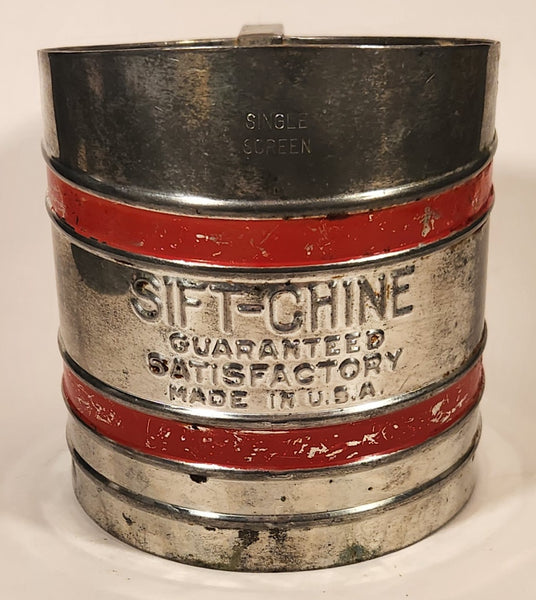 SINGLE
SCREEN
SIFT-CHINE
GUARANTEED
SATISFACTORY
MADE IN U.S.A.